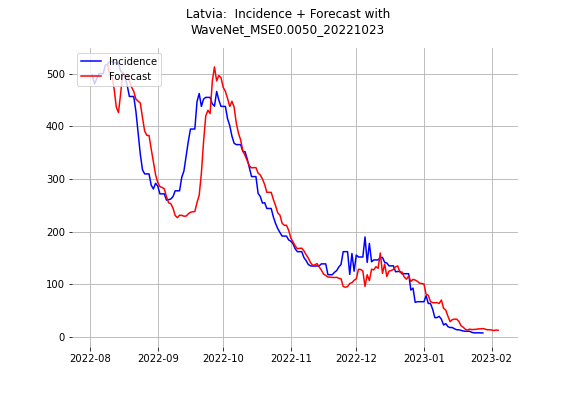 Latvia:  Incidence + Forecast with
WaveNet_MSE0.0050_20221023
Incidence
Forecast
500
400
300
200
100
0
2022-08 2022-09 2022-10 2022-11 2022-12 2023-01 2023-02